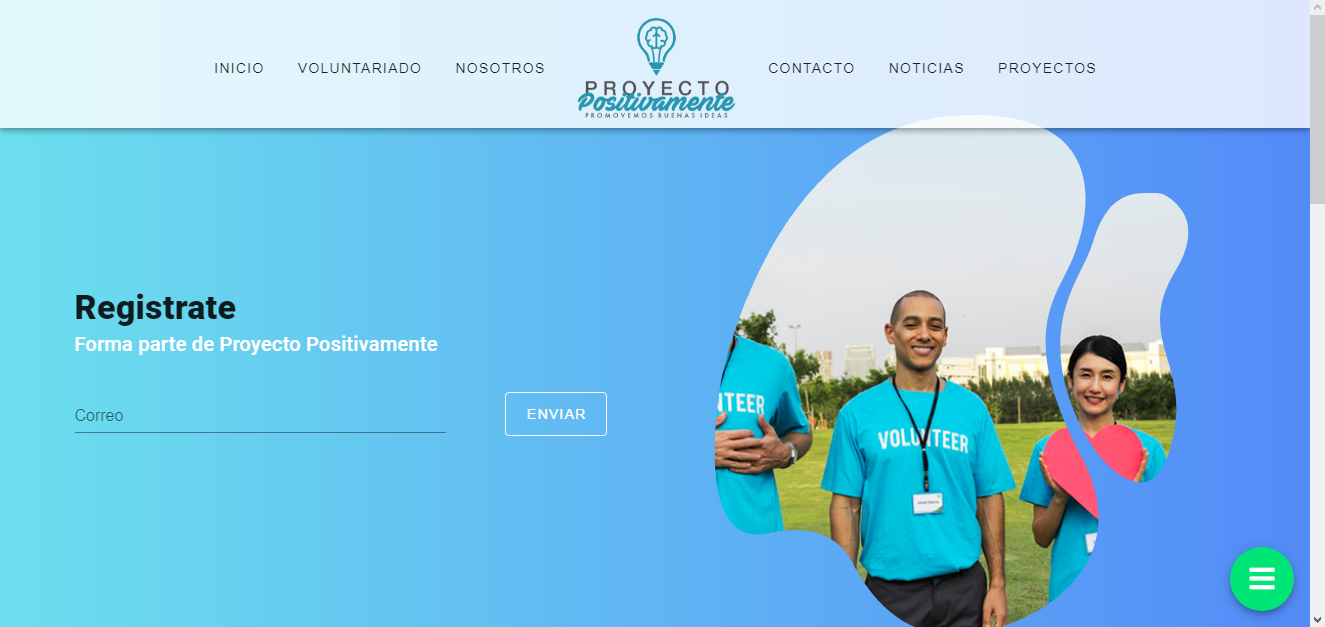 INICIO
VOLUNTARIADO
NOSOTROS
PROYECTO
Positivamente
PROMOVEMOS BUENAS IDEAS
CONTACTO
NOTICIAS
PROYECTOS
Registrate
Forma parte de Proyecto Positivamente
Correo
ENVIAR
TEER
VOLUNTEER